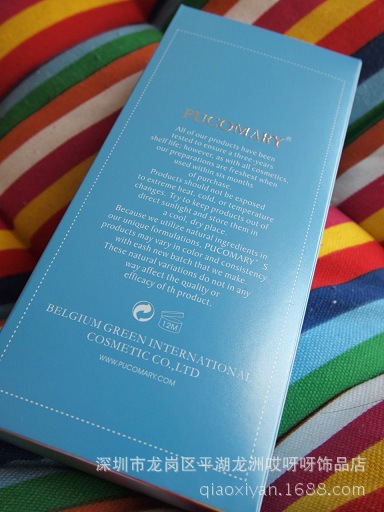 PUCOMARY®
All of our products have been
tested to ensure a three-years
shelf life; however, as with all cosmetics,
our preparations are freshest when
used within six months
of purchase.
Products should not be exposed
to extreme heat, cold, or temperature
changes. Try to keep products out of
direct sunlight and store them in
a cool, dry place.
Because we utilize natural ingredients in
our unique formulations, PUCOMARY'S
products may vary in color and consistency
with eash new batch that we make.
These natural variations do not in any
way affect the quality or
efficacy of th product.
12M
BELGIUM GREEN INTERNATIONAL
COSMETIC CO.,LTD
WWW.PUCOMARY.COM
深圳市龙岗区平湖龙洲哎呀呀饰品店
qiaoxiyan.1688.com